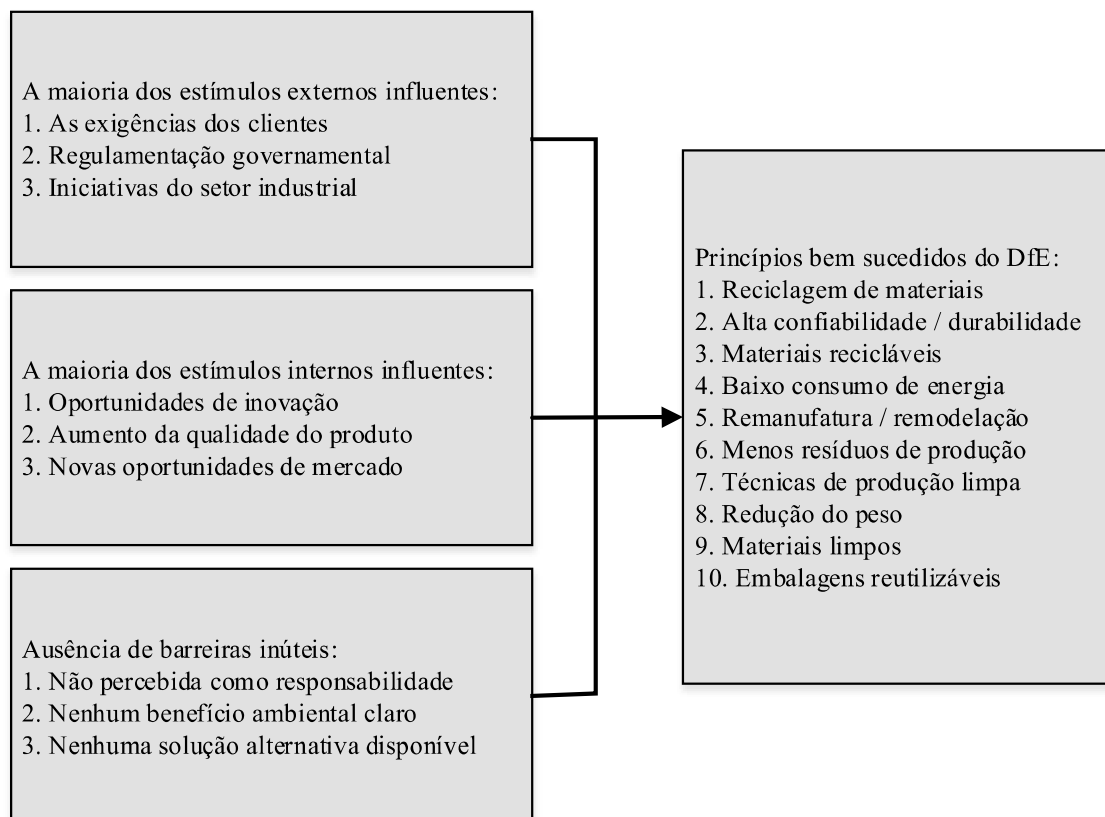 A maioria dos estímulos externos influentes:
1. As exigências dos clientes
2. Regulamentação governamental
3. Iniciativas do setor industrial
A maioria dos estímulos internos influentes:
1. Oportunidades de inovação
2. Aumento da qualidade do produto
3. Novas oportunidades de mercado
Ausência de barreiras inúteis:
1. Não percebida como responsabilidade
2. Nenhum benefício ambiental claro
3. Nenhuma solução alternativa disponível
Princípios bem sucedidos do DfE:
1. Reciclagem de materiais
2. Alta confiabilidade / durabilidade
3. Materiais recicláveis
4. Baixo consumo de energia
5. Remanufatura / remodelação
6. Menos resíduos de produção
7. Técnicas de produção limpa
8. Redução do peso
9. Materiais limpos
10. Embalagens reutilizáveis